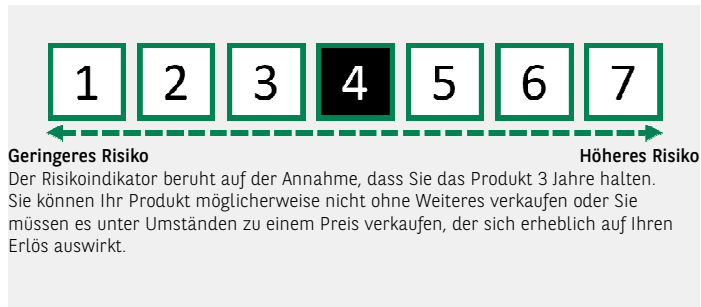 1 2 3 4 5 6 7
Geringeres Risiko Höheres Risiko
Der Risikoindikator beruht auf der Annahme, dass Sie das Produkt 3 Jahre halten.
Sie können Ihr Produkt möglicherweise nicht ohne Weiteres verkaufen oder Sie
müssen es unter Umständen zu einem Preis verkaufen, der sich erheblich auf Ihren
Erlös auswirkt.